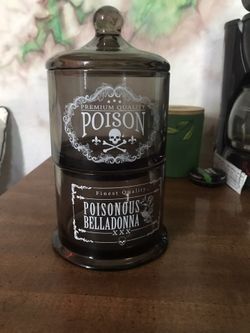 PREMIUM QUALITY
POISON
Finest Quality
POISONOUS
BELLADONNA
XXX